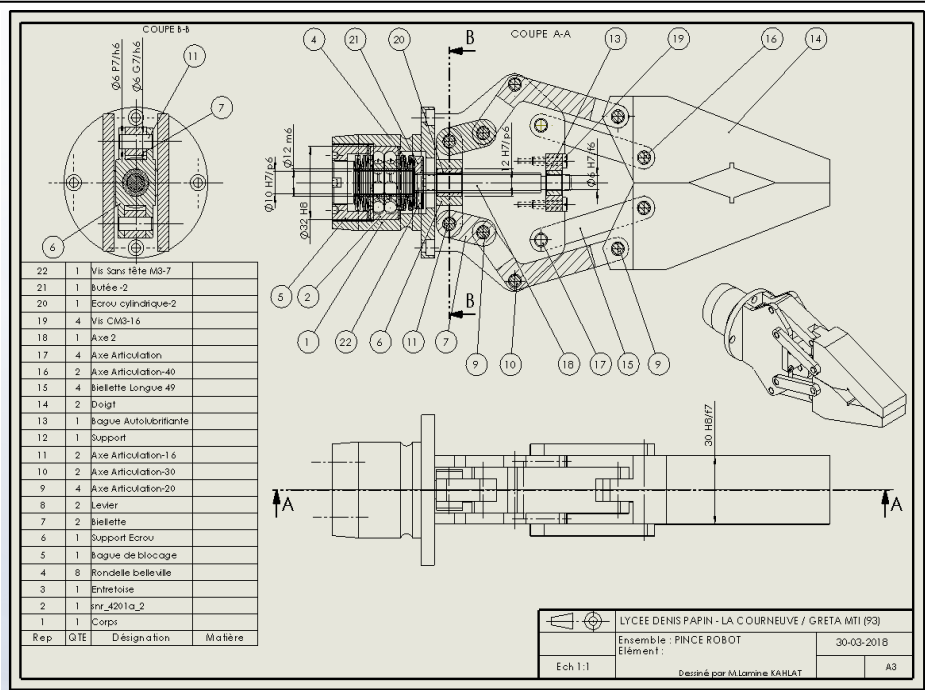 COUPE B-B
Ø6 P7/h6
Ø6 G7/h6
11
7
6
B
COUPE A-A
4
21
20
13
19
14
16
Ø10 H7/p6
Ø12 m6
Ø32 H8
12 H7/p6
Ø6 H7/f6
5
2
1
22
6
11
7
B
9
10
18
17
15
9
22 1 Vis Sans tête M3-7
21 1 Butée -2
20 1 Ecrou cylindrique-2
19 4 Vis CM3-16
18 1 Axe 2
17 4 Axe Articulation
16 2 Axe Articulation-40
15 4 Biellette Longue 49
14 2 Doigt
13 1 Bague Autolubrifiante
12 1 Support
11 2 Axe Articulation-16
10 2 Axe Articulation-30
9 4 Axe Articulation-20
8 2 Levier
7 2 Biellette
6 1 Support Ecrou
5 1 Bague de blocage
4 8 Rondelle belleville
3 1 Entretoise
2 1 snr_4201a_2
1 1 Corps
Rep QTE Désignation Matière
30 H8/f7
A
A
LYCEE DENIS PAPIN - LA COURNEUVE / GRETA MTI (93)
Ensemble : PINCE ROBOT
Elément :
30-03-2018
Ech 1:1
Dessiné par M.Lamine KAHLAT
A3